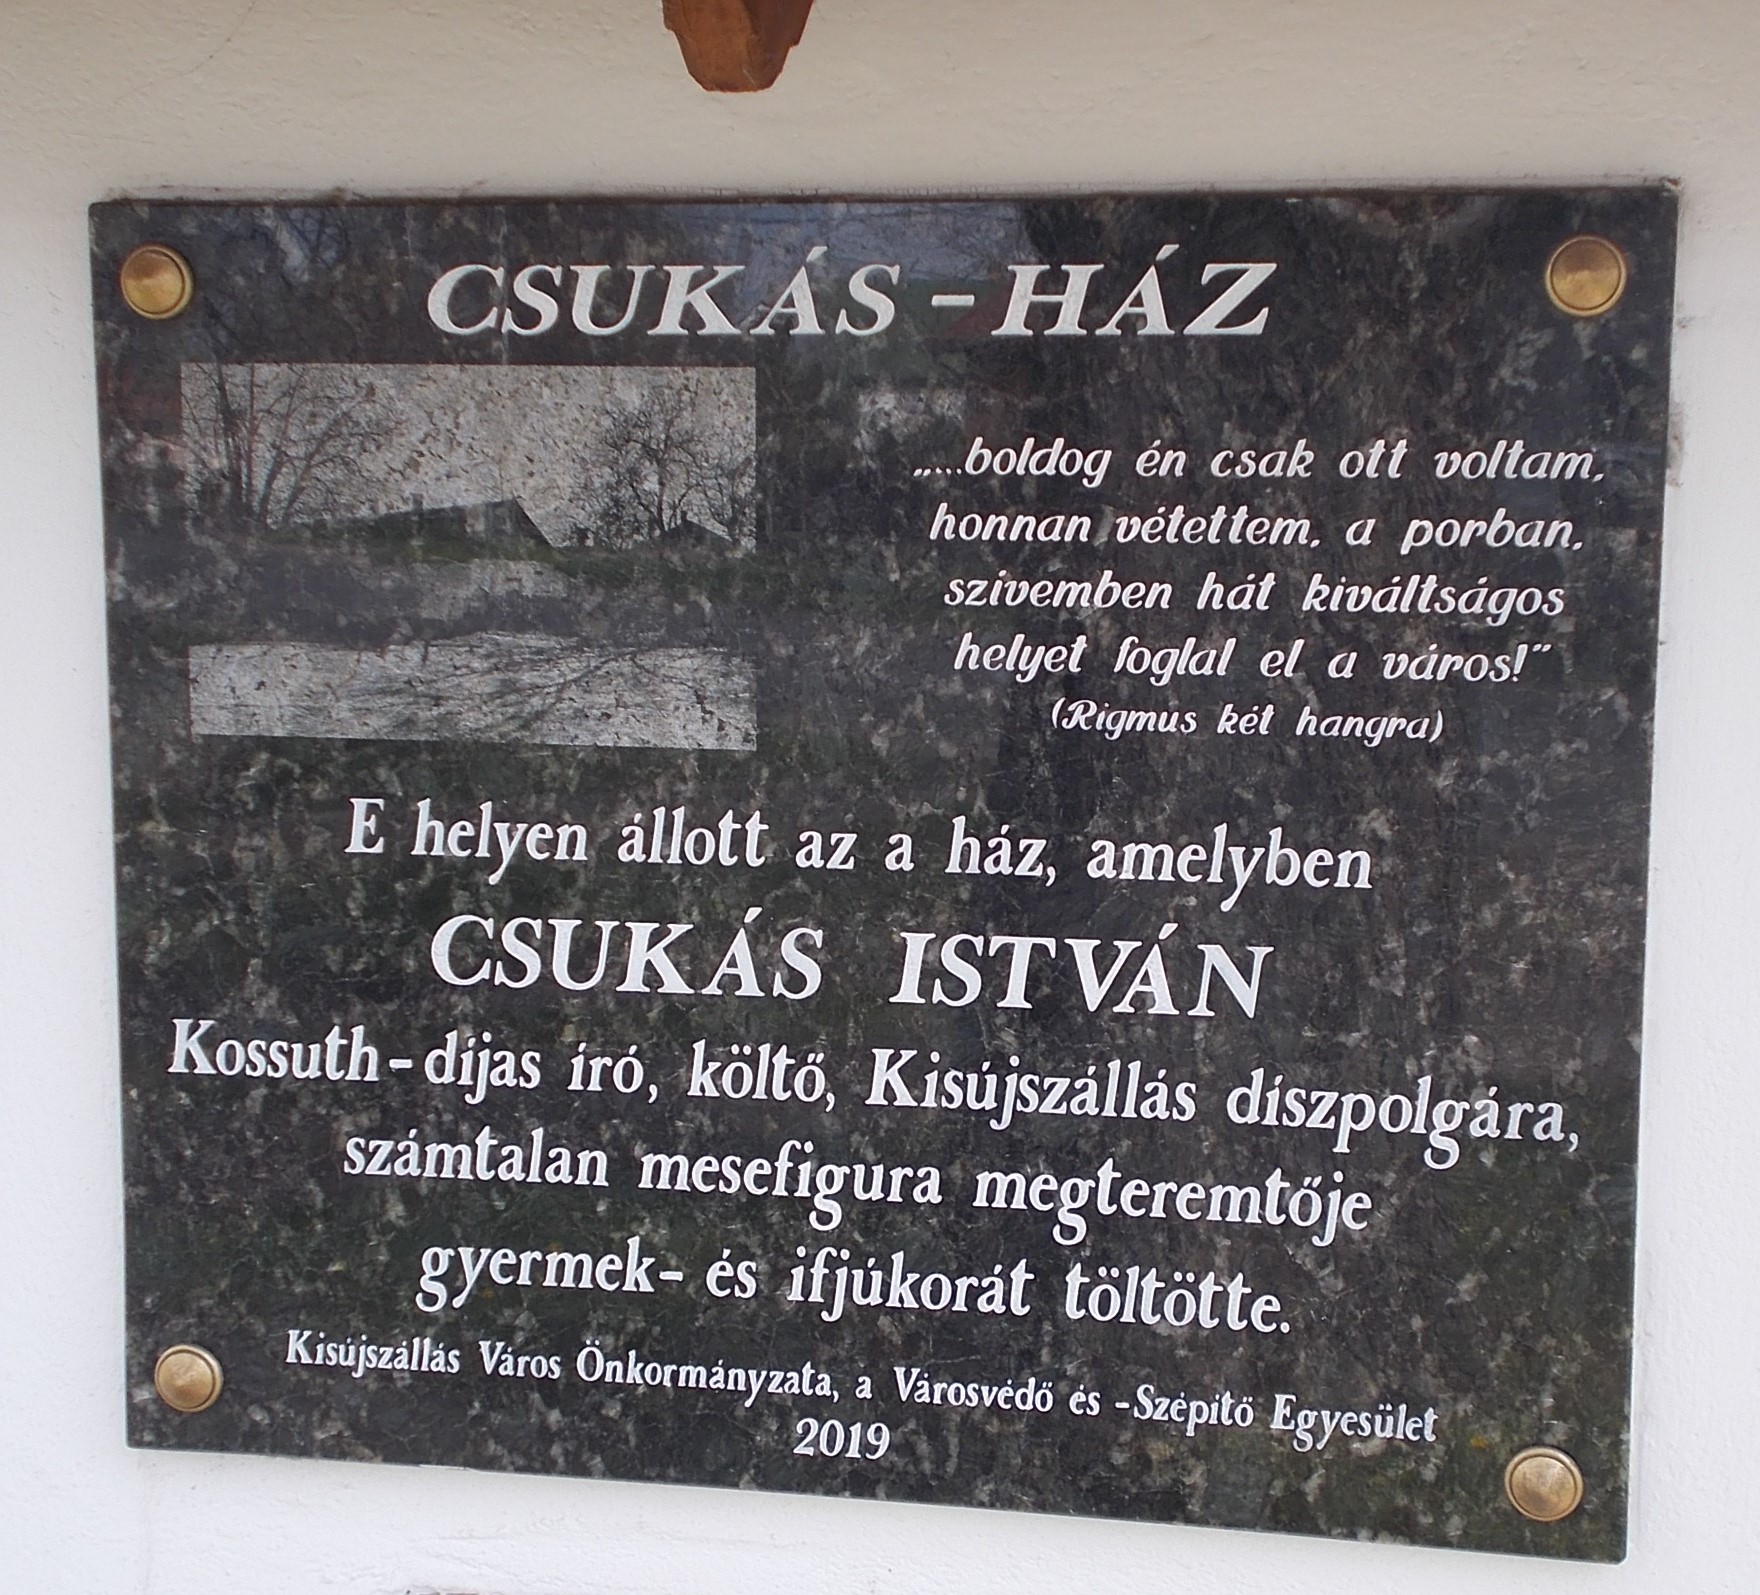 CSUKÁS-HÁZ
„....boldog én csak ott voltam,
honnan vétettem, a porban,
szívemben hát kiváltságos
helyet foglal el a város!”
(Rigmus két hangra)
E helyen állott az a ház, amelyben
CSUKÁS ISTVÁN
Kossuth-díjas író, költő, Kisújszállás díszpolgára,
számtalan mesefigura megteremtője
gyermek- és ifjúkorát töltötte.
Kisújszállás Város Önkormányzata, a Városvédő és -Szépítő Egyesület
2019